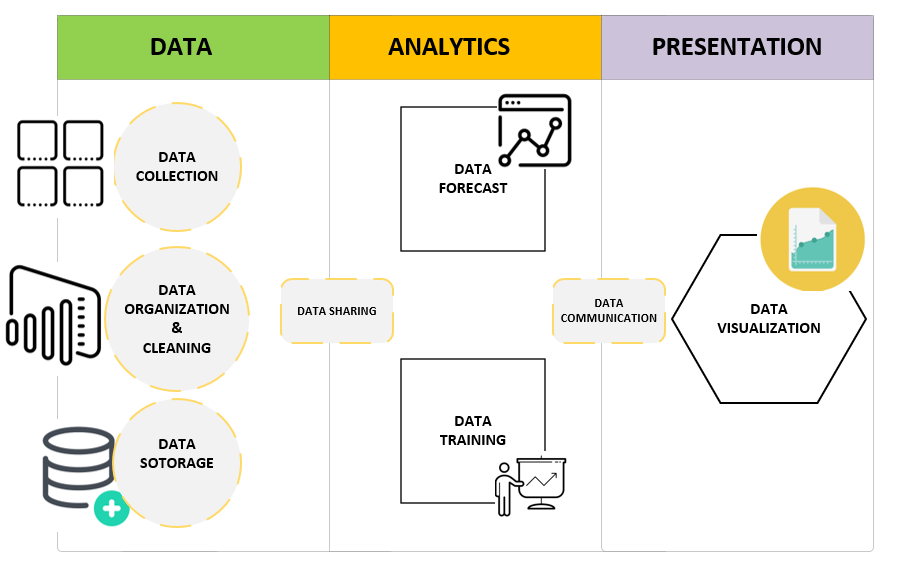 DATA
ANALYTICS
PRESENTATION
DATA
COLLECTION
DATA
ORGANIZATION
&
CLEANING
DATA
SOTORAGE
DATA SHARING
DATA
FORECAST
DATA
TRAINING
DATA
COMMUNICATION
DATA
VISUALIZATION